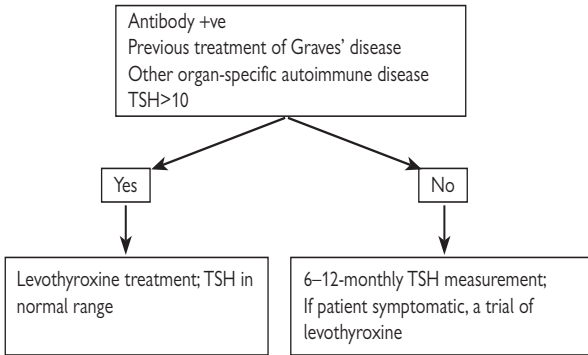 Antibody +ve
Previous treatment of Graves’ disease
Other organ-specific autoimmune disease
TSH>10
Yes
No
Levothyroxine treatment; TSH in
normal range
6–12-monthly TSH measurement;
If patient symptomatic, a trial of
levothyroxine